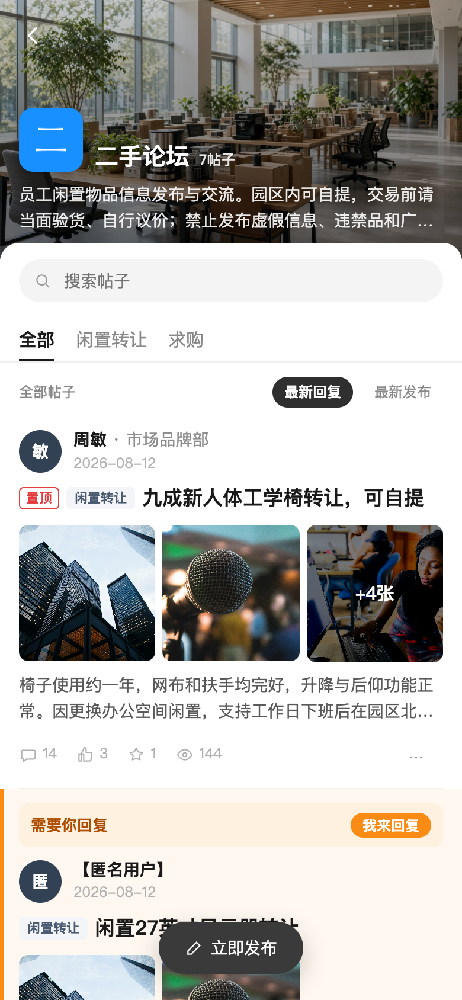 二
二手论坛 7帖子
员工闲置物品信息发布与交流。园区内可自提，交易前请
当面验货、自行议价；禁止发布虚假信息、违禁品和广...
搜索帖子
全部 闲置转让 求购
全部帖子 最新回复 最新发布
敏
周敏 · 市场品牌部
2026-08-12
置顶 闲置转让 九成新人体工学椅转让，可自提
+4张
椅子使用约一年，网布和扶手均完好，升降与后仰功能正
常。因更换办公空间闲置，支持工作日下班后在园区北...
14 3 1 144 ...
需要你回复 我来回复
匿
【匿名用户】
2026-08-12
闲置转让 闲置27英
立即发布